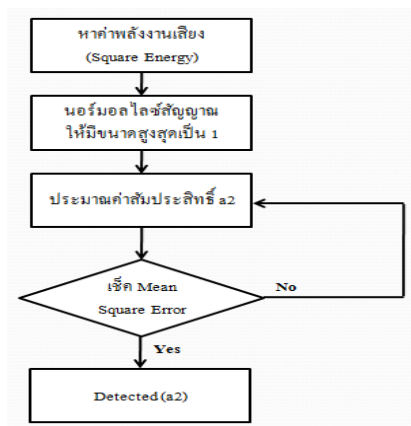 หาค่าพลังงานเสียง
(Square Energy)
นอร์มอลไลซ์สัญญาณ
ให้มีขนาดสูงสุดเป็น 1
ประมาณค่าสัมประสิทธิ์ a2
เช็ค Mean
Square Error
No
Yes
Detected(a2)